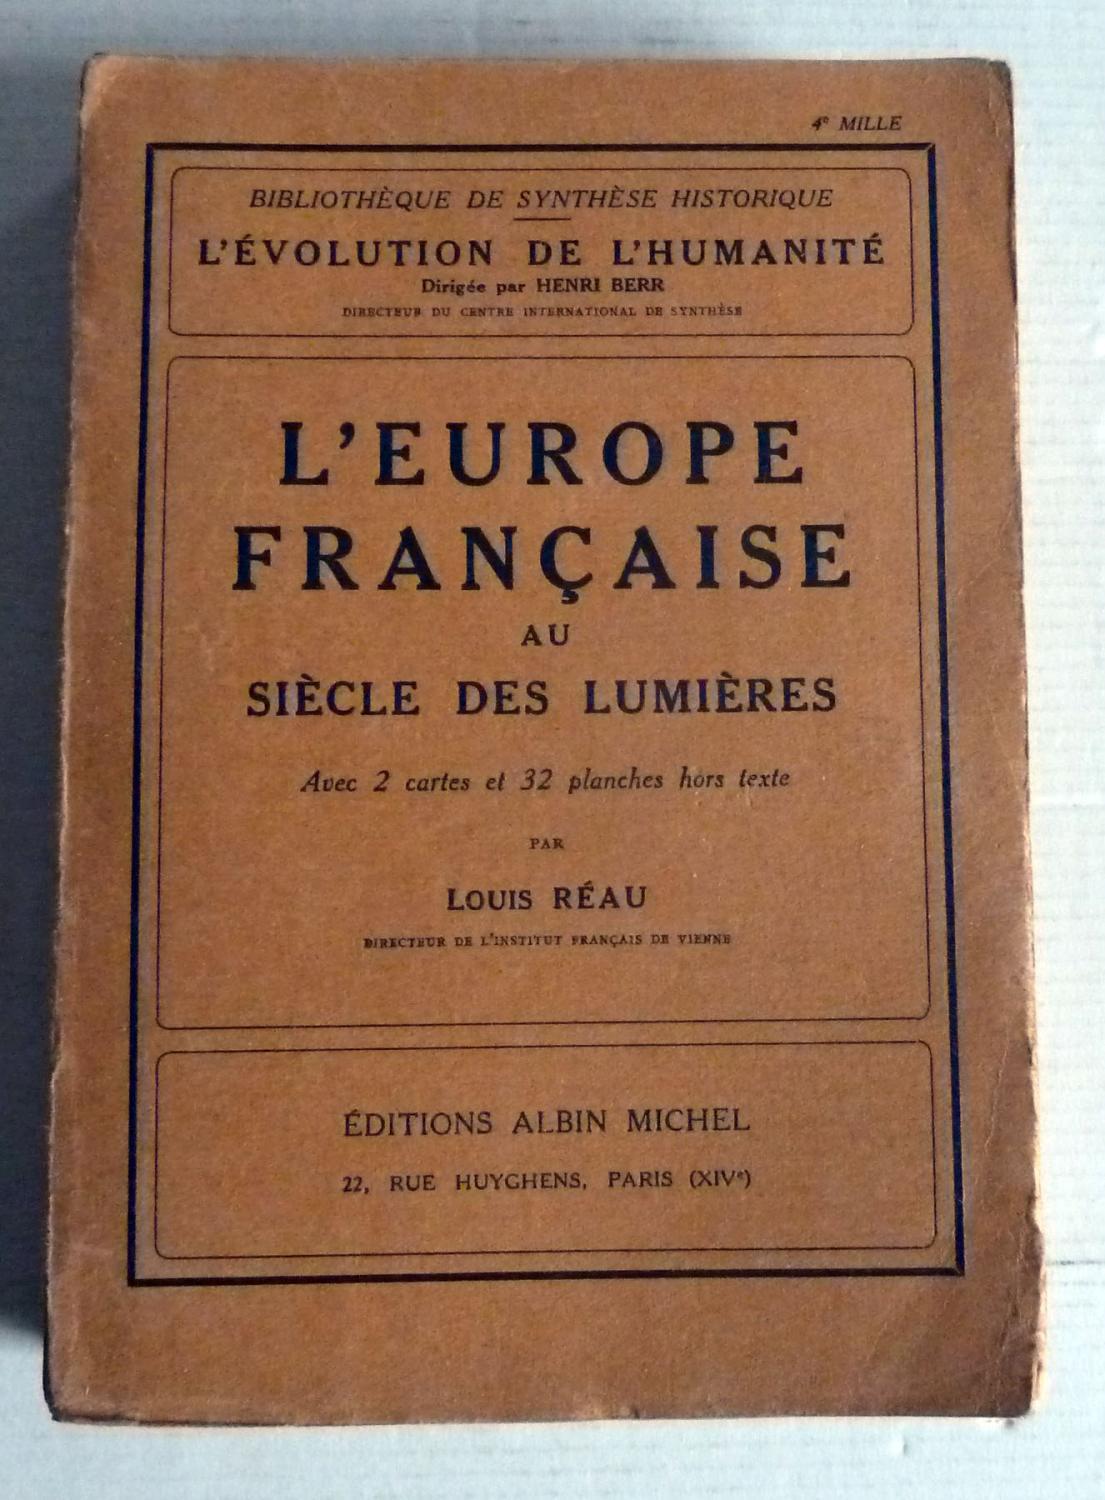 4e MILLE
BIBLIOTHÈQUE DE SYNTHÈSE HISTORIQUE
L'ÉVOLUTION DE L'HUMANITÉ
Dirigée par HENRI BERR
DIRECTEUR DU CENTRE INTERNATIONAL DE SYNTHÈSE
L'EUROPE
FRANÇAISE
AU
SIÈCLE DES LUMIÈRES
Avec 2 cartes et 32 planches hors texte
PAR
LOUIS RÉAU
DIRECTEUR DE L'INSTITUT FRANÇAIS DE VIENNE
ÉDITIONS ALBIN MICHEL
22, RUE HUYGHENS, PARIS (XIVe)